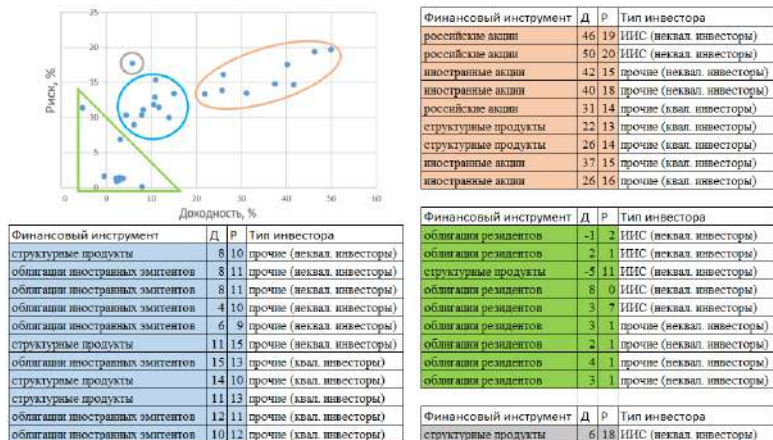 25
20
15
10
5
0
0 0 10 20 30 40 50 60
Риск, %
Доходность, %
Финансовый инструмент Д Р Тип инвестора
российские акции 46 19 ИИС (неквал. инвесторы)
российские акции 50 20 ИИС (неквал. инвесторы)
иностранные акции 42 15 прочие (неквал. инвесторы)
иностранные акции 40 18 прочие (неквал. инвесторы)
российские акции 31 14 прочие (квал. инвесторы)
структурные продукты 22 13 прочие (квал. инвесторы)
структурные продукты 26 14 прочие (квал. инвесторы)
иностранные акции 37 15 прочие (квал. инвесторы)
иностранные акции 26 16 прочие (квал. инвесторы)
Финансовый инструмент Д Р Тип инвестора
структурные продукты 8 10 прочие (неквал. инвесторы)
облигации иностранных эмитентов 8 11 прочие (неквал. инвесторы)
облигации иностранных эмитентов 8 11 прочие (неквал. инвесторы)
облигации иностранных эмитентов 4 10 прочие (неквал. инвесторы)
облигации иностранных эмитентов 6 9 прочие (неквал. инвесторы)
структурные продукты 11 15 прочие (неквал. инвесторы)
облигации иностранных эмитентов 15 13 прочие (квал. инвесторы)
структурные продукты 14 10 прочие (квал. инвесторы)
структурные продукты 11 13 прочие (квал. инвесторы)
облигации иностранных эмитентов 12 11 прочие (квал. инвесторы)
облигации иностранных эмитентов 10 12 прочие (квал. инвесторы)
Финансовый инструмент Д Р Тип инвестора
облигации резидентов -1 2 ИИС (неквал. инвесторы)
облигации резидентов 2 1 ИИС (неквал. инвесторы)
структурные продукты -5 11 ИИС (неквал. инвесторы)
облигации резидентов 8 0 ИИС (неквал. инвесторы)
облигации резидентов 3 7 ИИС (неквал. инвесторы)
облигации резидентов 3 1 прочие (неквал. инвесторы)
облигации резидентов 2 1 прочие (неквал. инвесторы)
облигации резидентов 4 1 прочие (неквал. инвесторы)
облигации резидентов 3 1 прочие (неквал. инвесторы)
Финансовый инструмент Д Р Тип инвестора
структурные продукты 6 18 ИИС (неквал. инвесторы)